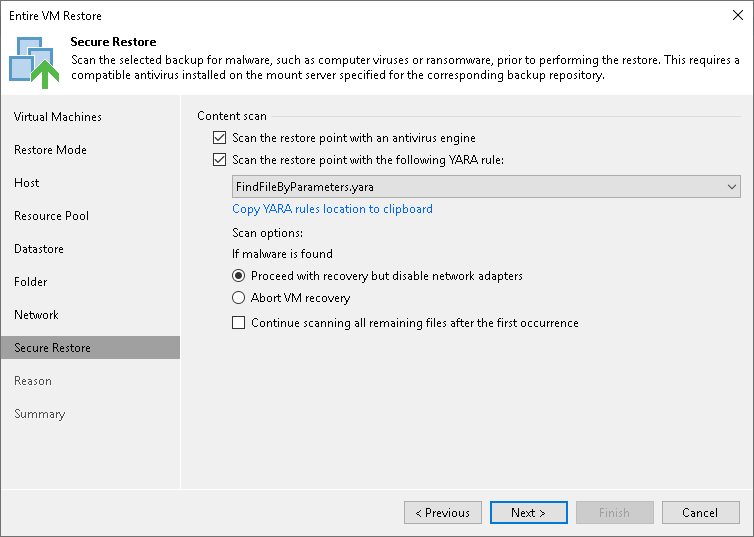 Entire VM Restore
Secure Restore
Scan the selected backup for malware, such as computer viruses or ransomware, prior to performing the restore. This requires a
compatible antivirus installed on the mount server specified for the corresponding backup repository.
Virtual Machines
Restore Mode
Host
Resource Pool
Datastore
Folder
Network
Secure Restore
Reason
Summary
Content scan
Scan the restore point with an antivirus engine
Scan the restore point with the following YARA rule:
FindFileByParameters.yara
Copy YARA rules location to clipboard
Scan options:
If malware is found
Proceed with recovery but disable network adapters
Abort VM recovery
Continue scanning all remaining files after the first occurrence
< Previous
Next >
Finish
Cancel